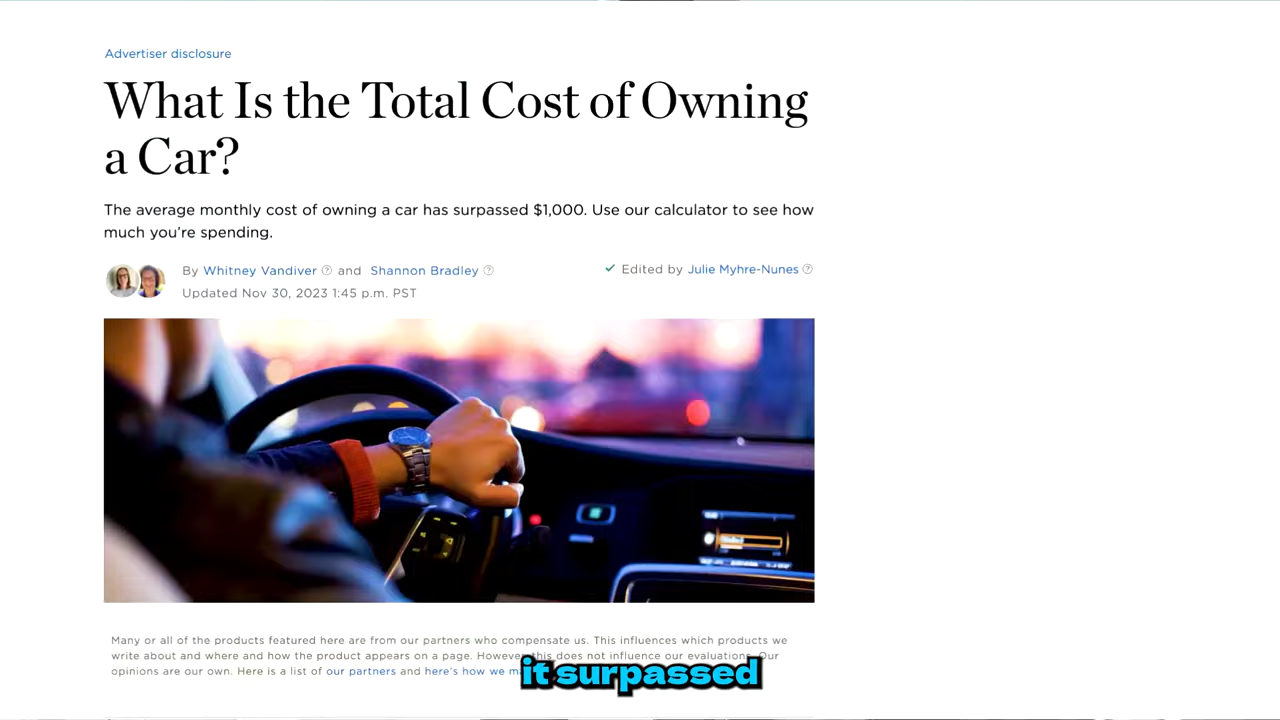 Advertiser disclosure
What Is the Total Cost of Owning
a Car?
The average monthly cost of owning a car has surpassed $1,000. Use our calculator to see how
much you’re spending.
By Whitney Vandiver ? and Shannon Bradley ?
Edited by Julie Myhre-Nunes ?
Updated Nov 30, 2023 1:45 p.m. PST
Many or all of the products featured here are from our partners who compensate us. This influences which products we
write about and where and how the product appears on a page. However, this does not influence our evaluations. Our
opinions are our own. Here is a list of our partners and here’s how we
it surpassed